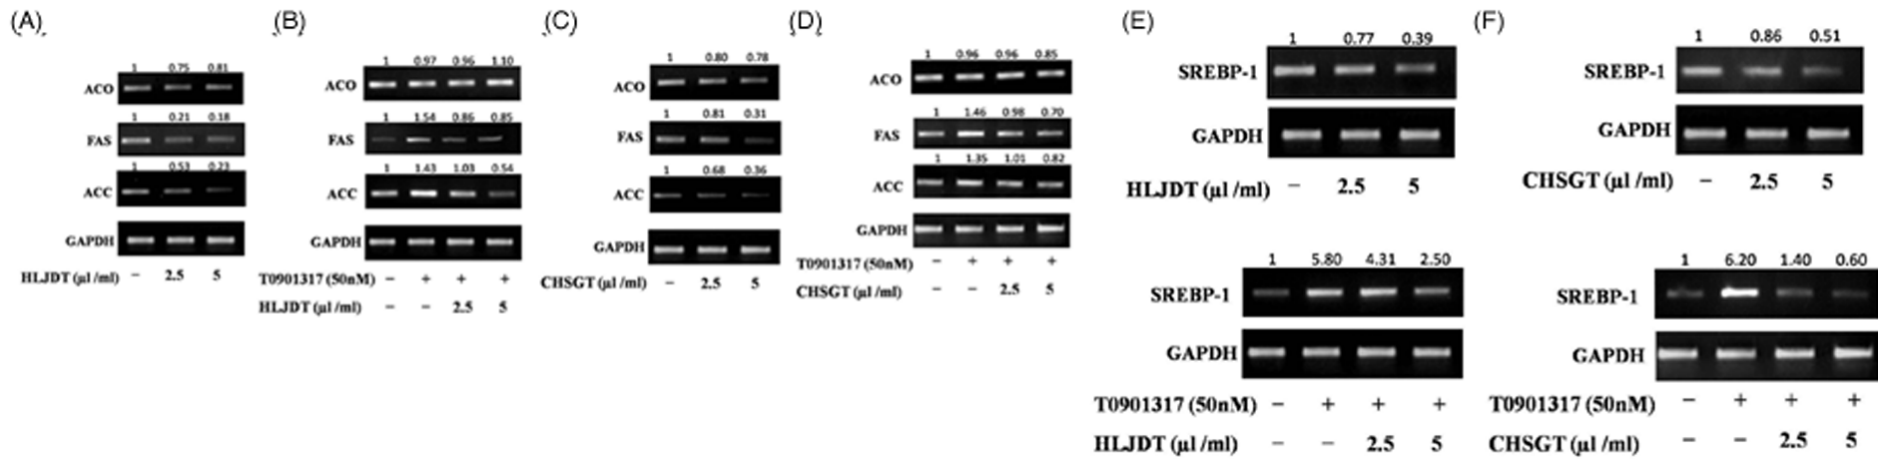 (A)
1 0.75 0.81
ACO
1 0.21 0.18
FAS
1 0.53 0.23
ACC
GAPDH
HLJDT (µl /ml) − 2.5 5
(B)
1 0.97 0.96 1.10
ACO
1 1.54 0.86 0.85
FAS
1 1.43 1.03 0.54
ACC
GAPDH
T0901317 (50nM) − + + +
HLJDT (µl /ml) − − 2.5 5
(C)
1 0.80 0.78
ACO
1 0.81 0.31
FAS
1 0.68 0.36
ACC
GAPDH
CHSGT (µl /ml) − 2.5 5
(D)
1 0.96 0.96 0.85
ACO
1 1.46 0.98 0.70
FAS
1 1.35 1.01 0.82
ACC
GAPDH
T0901317 (50nM) − + + +
CHSGT (µl /ml) − − 2.5 5
(E)
1 0.77 0.39
SREBP-1
GAPDH
HLJDT (µl /ml) − 2.5 5
1 5.80 4.31 2.50
SREBP-1
GAPDH
T0901317 (50nM) − + + +
HLJDT (µl /ml) − − 2.5 5
(F)
1 0.86 0.51
SREBP-1
GAPDH
CHSGT (µl /ml) − 2.5 5
1 6.20 1.40 0.60
SREBP-1
GAPDH
T0901317 (50nM) − + + +
CHSGT (µl /ml) − − 2.5 5